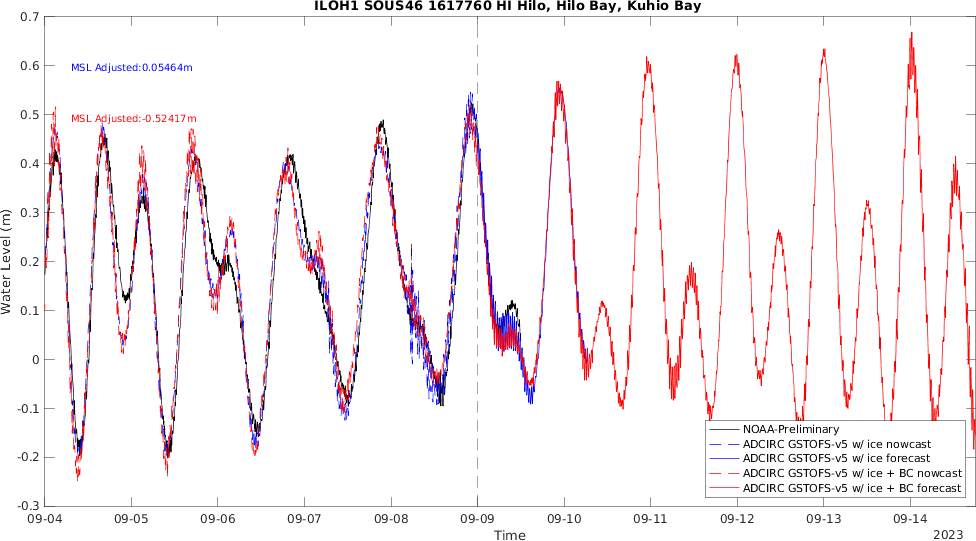 ILOH1 SOUS46 1617760 HI Hilo, Hilo Bay, Kuhio Bay
0.7
0.6
0.5
0.4
0.3
0.2
0.1
0
-0.1
-0.2
-0.3
Water Level (m)
MSL Adjusted:0.05464m
MSL Adjusted:-0.52417m
NOAA-Preliminary
ADCIRC GSTOFS-v5 w/ ice nowcast
ADCIRC GSTOFS-v5 w/ ice forecast
ADCIRC GSTOFS-v5 w/ ice + BC nowcast
ADCIRC GSTOFS-v5 w/ ice + BC forecast
09-04 09-05 09-06 09-07 09-08 09-09 09-10 09-11 09-12 09-13 09-14
Time
2023